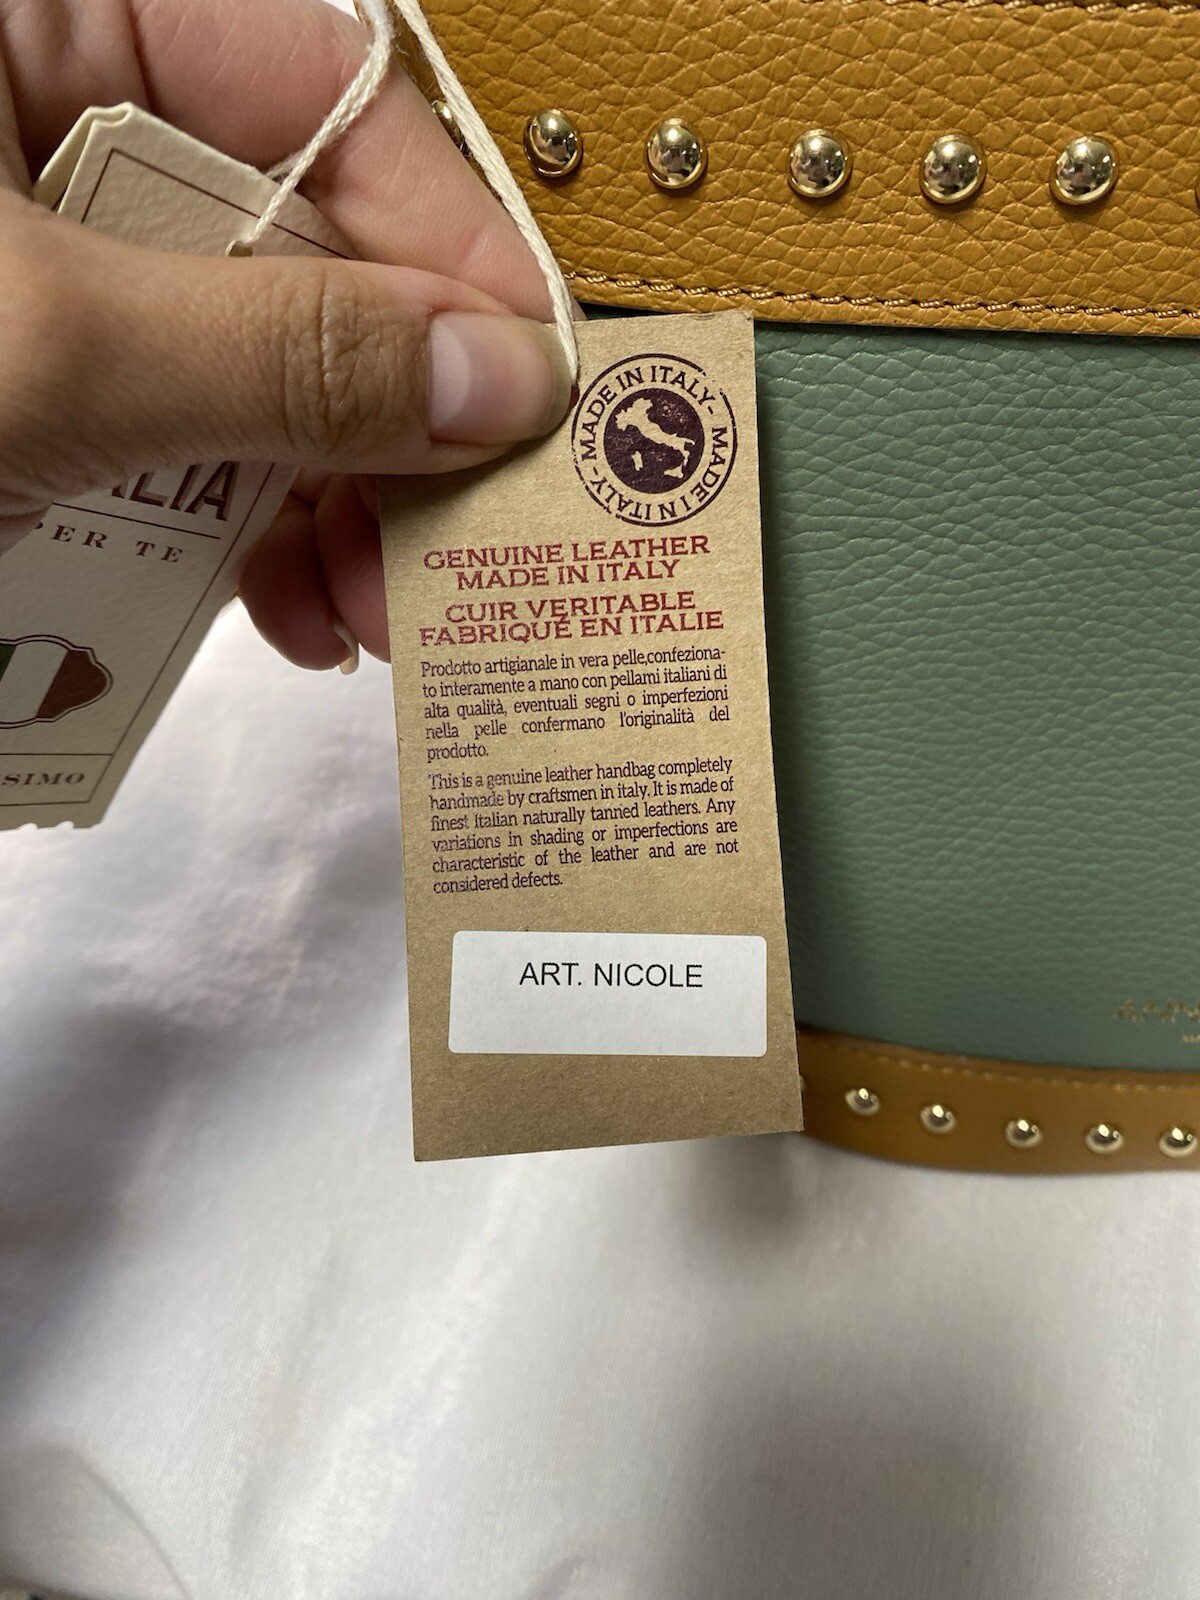 MADE IN ITALY - MADE IN ITALY -
GENUINE LEATHER
MADE IN ITALY
CUIR VÉRITABLE
FABRIQUÉ EN ITALIE
Prodotto artigianale in vera pelle,confeziona-
to interamente a mano con pellami italiani di
alta qualità, eventuali segni o imperfezioni
nella pelle confermano l'originalità del
prodotto.
This is a genuine leather handbag completely
handmade by craftsmen in italy. It is made of
finest Italian naturally tanned leathers. Any
variations in shading or imperfections are
characteristic of the leather and are not
considered defects.
ART. NICOLE
PER TE